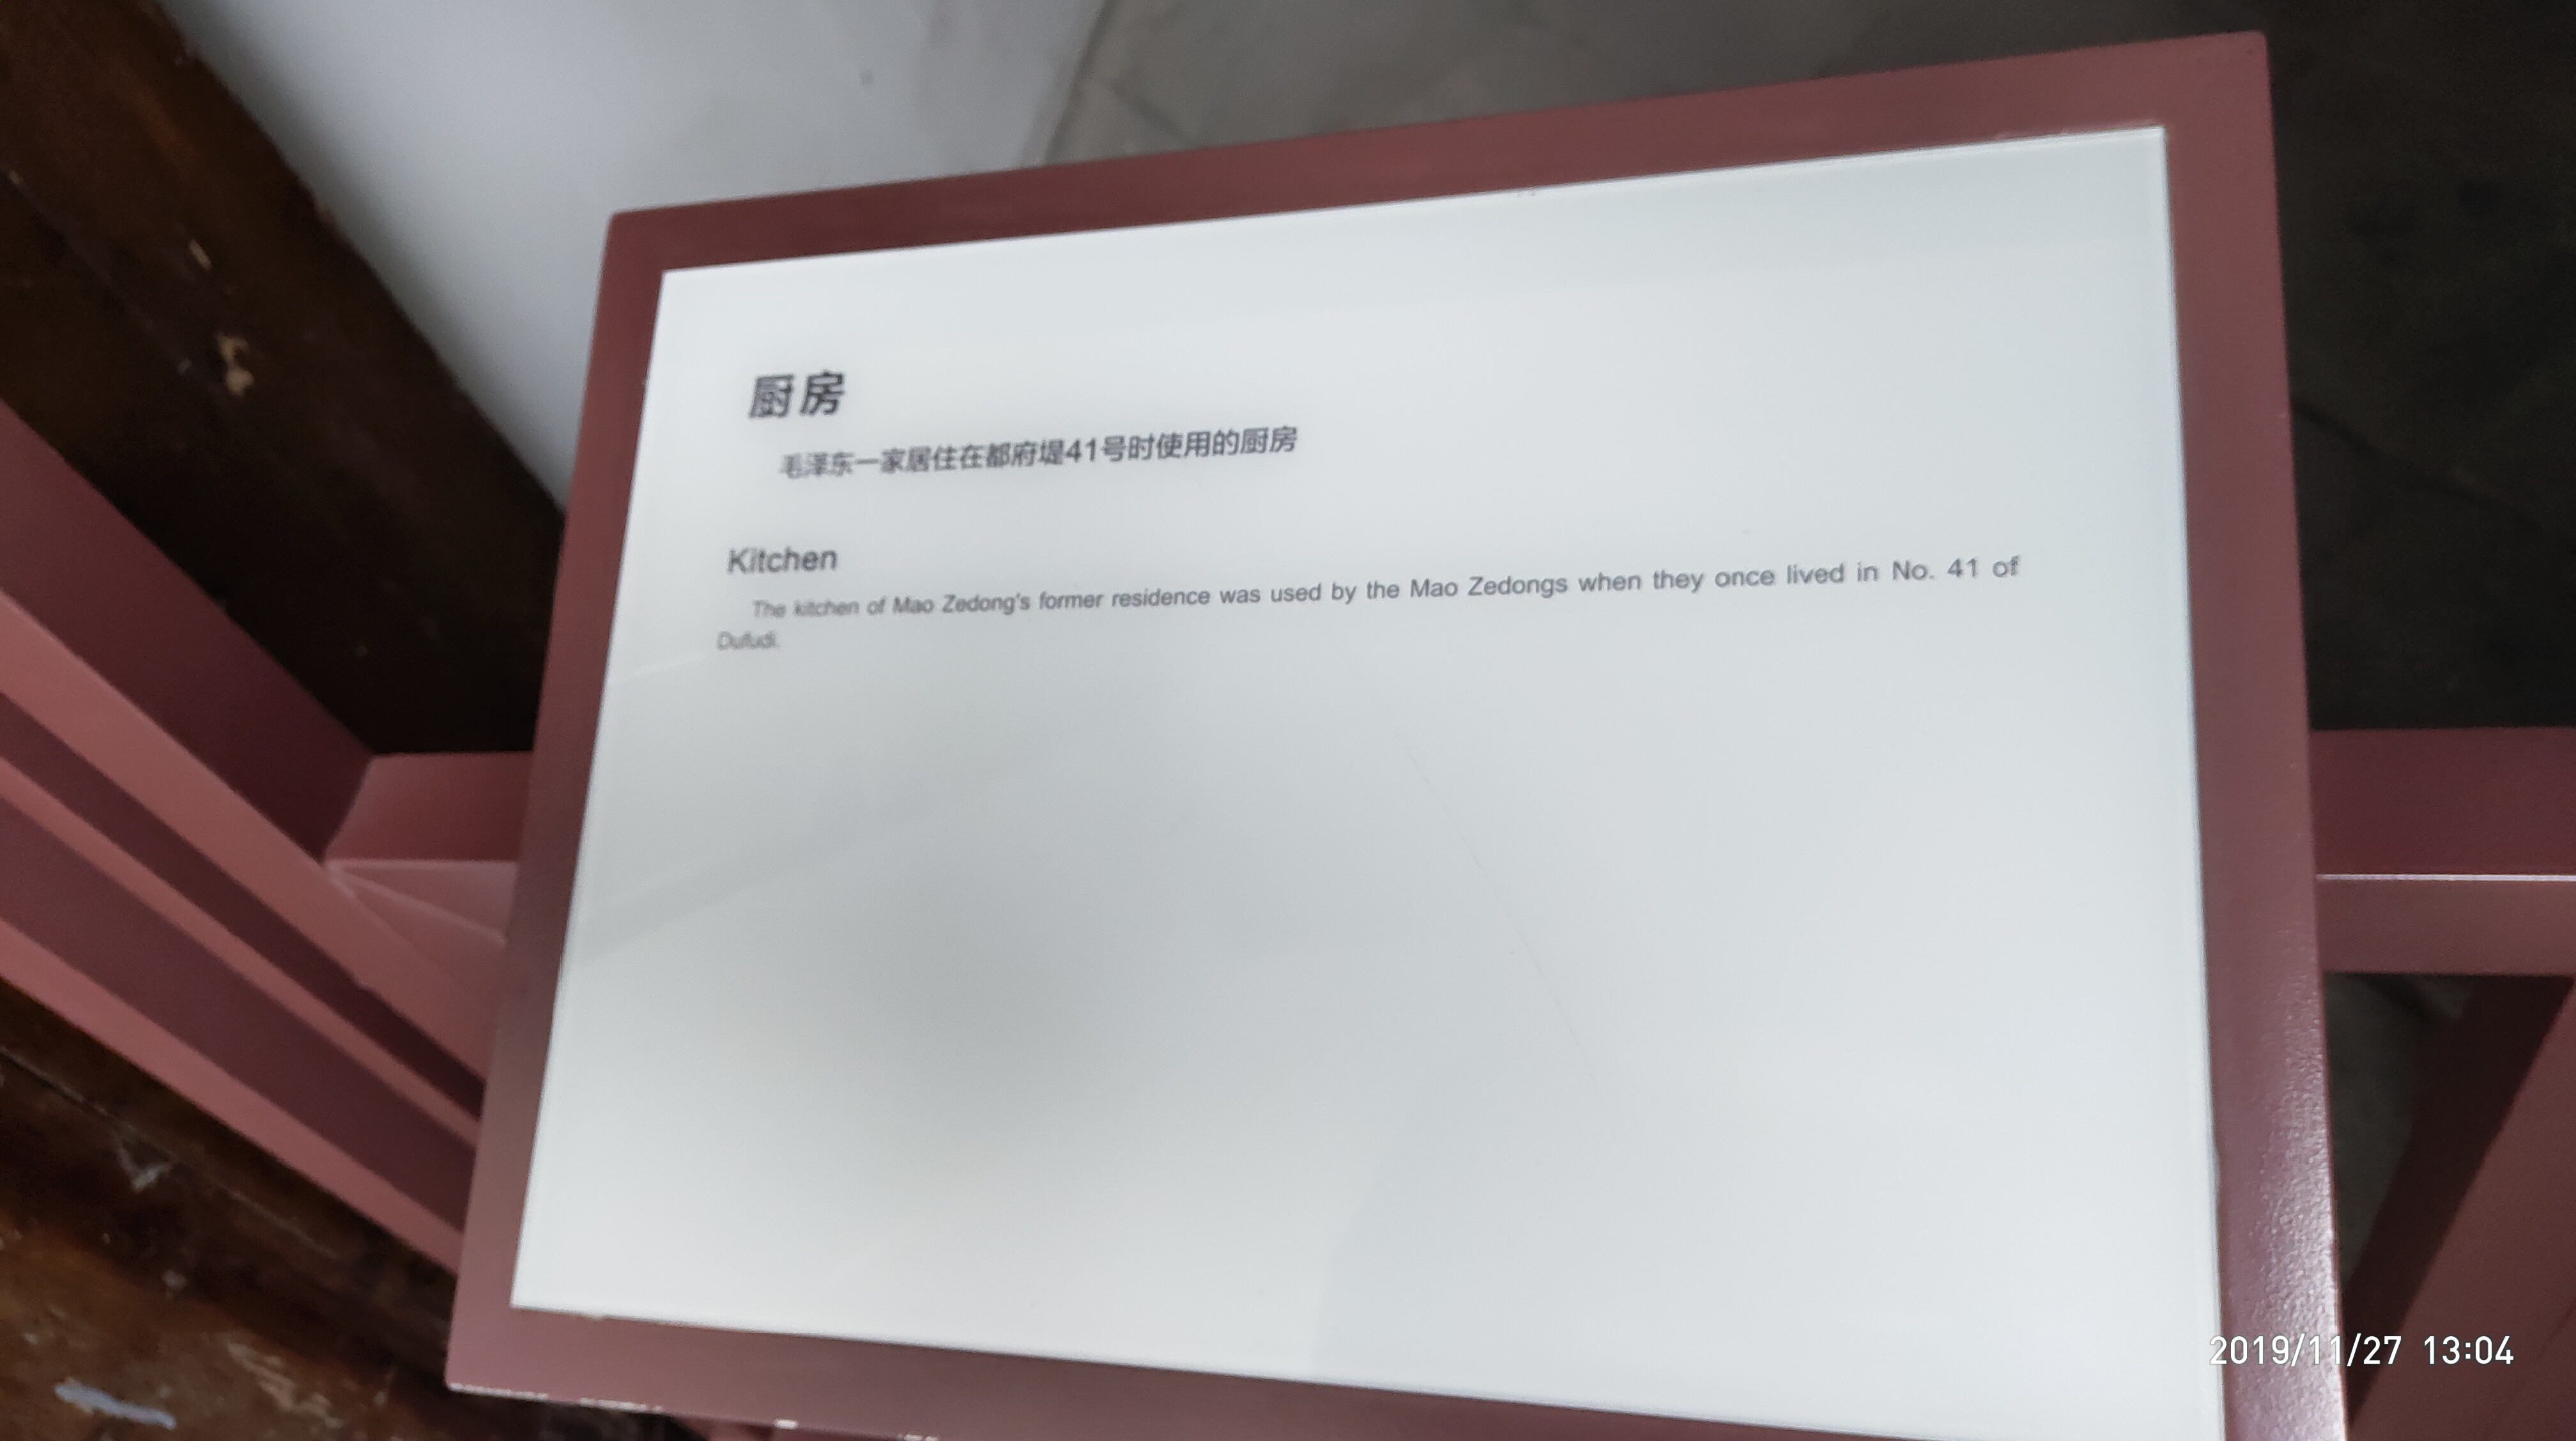 厨房
毛泽东一家居住在都府堤41号时使用的厨房
Kitchen
The kitchen of Mao Zedong's former residence was used by the Mao Zedongs when they once lived in No. 41 of
Dufudi.
2019/11/27 13:04